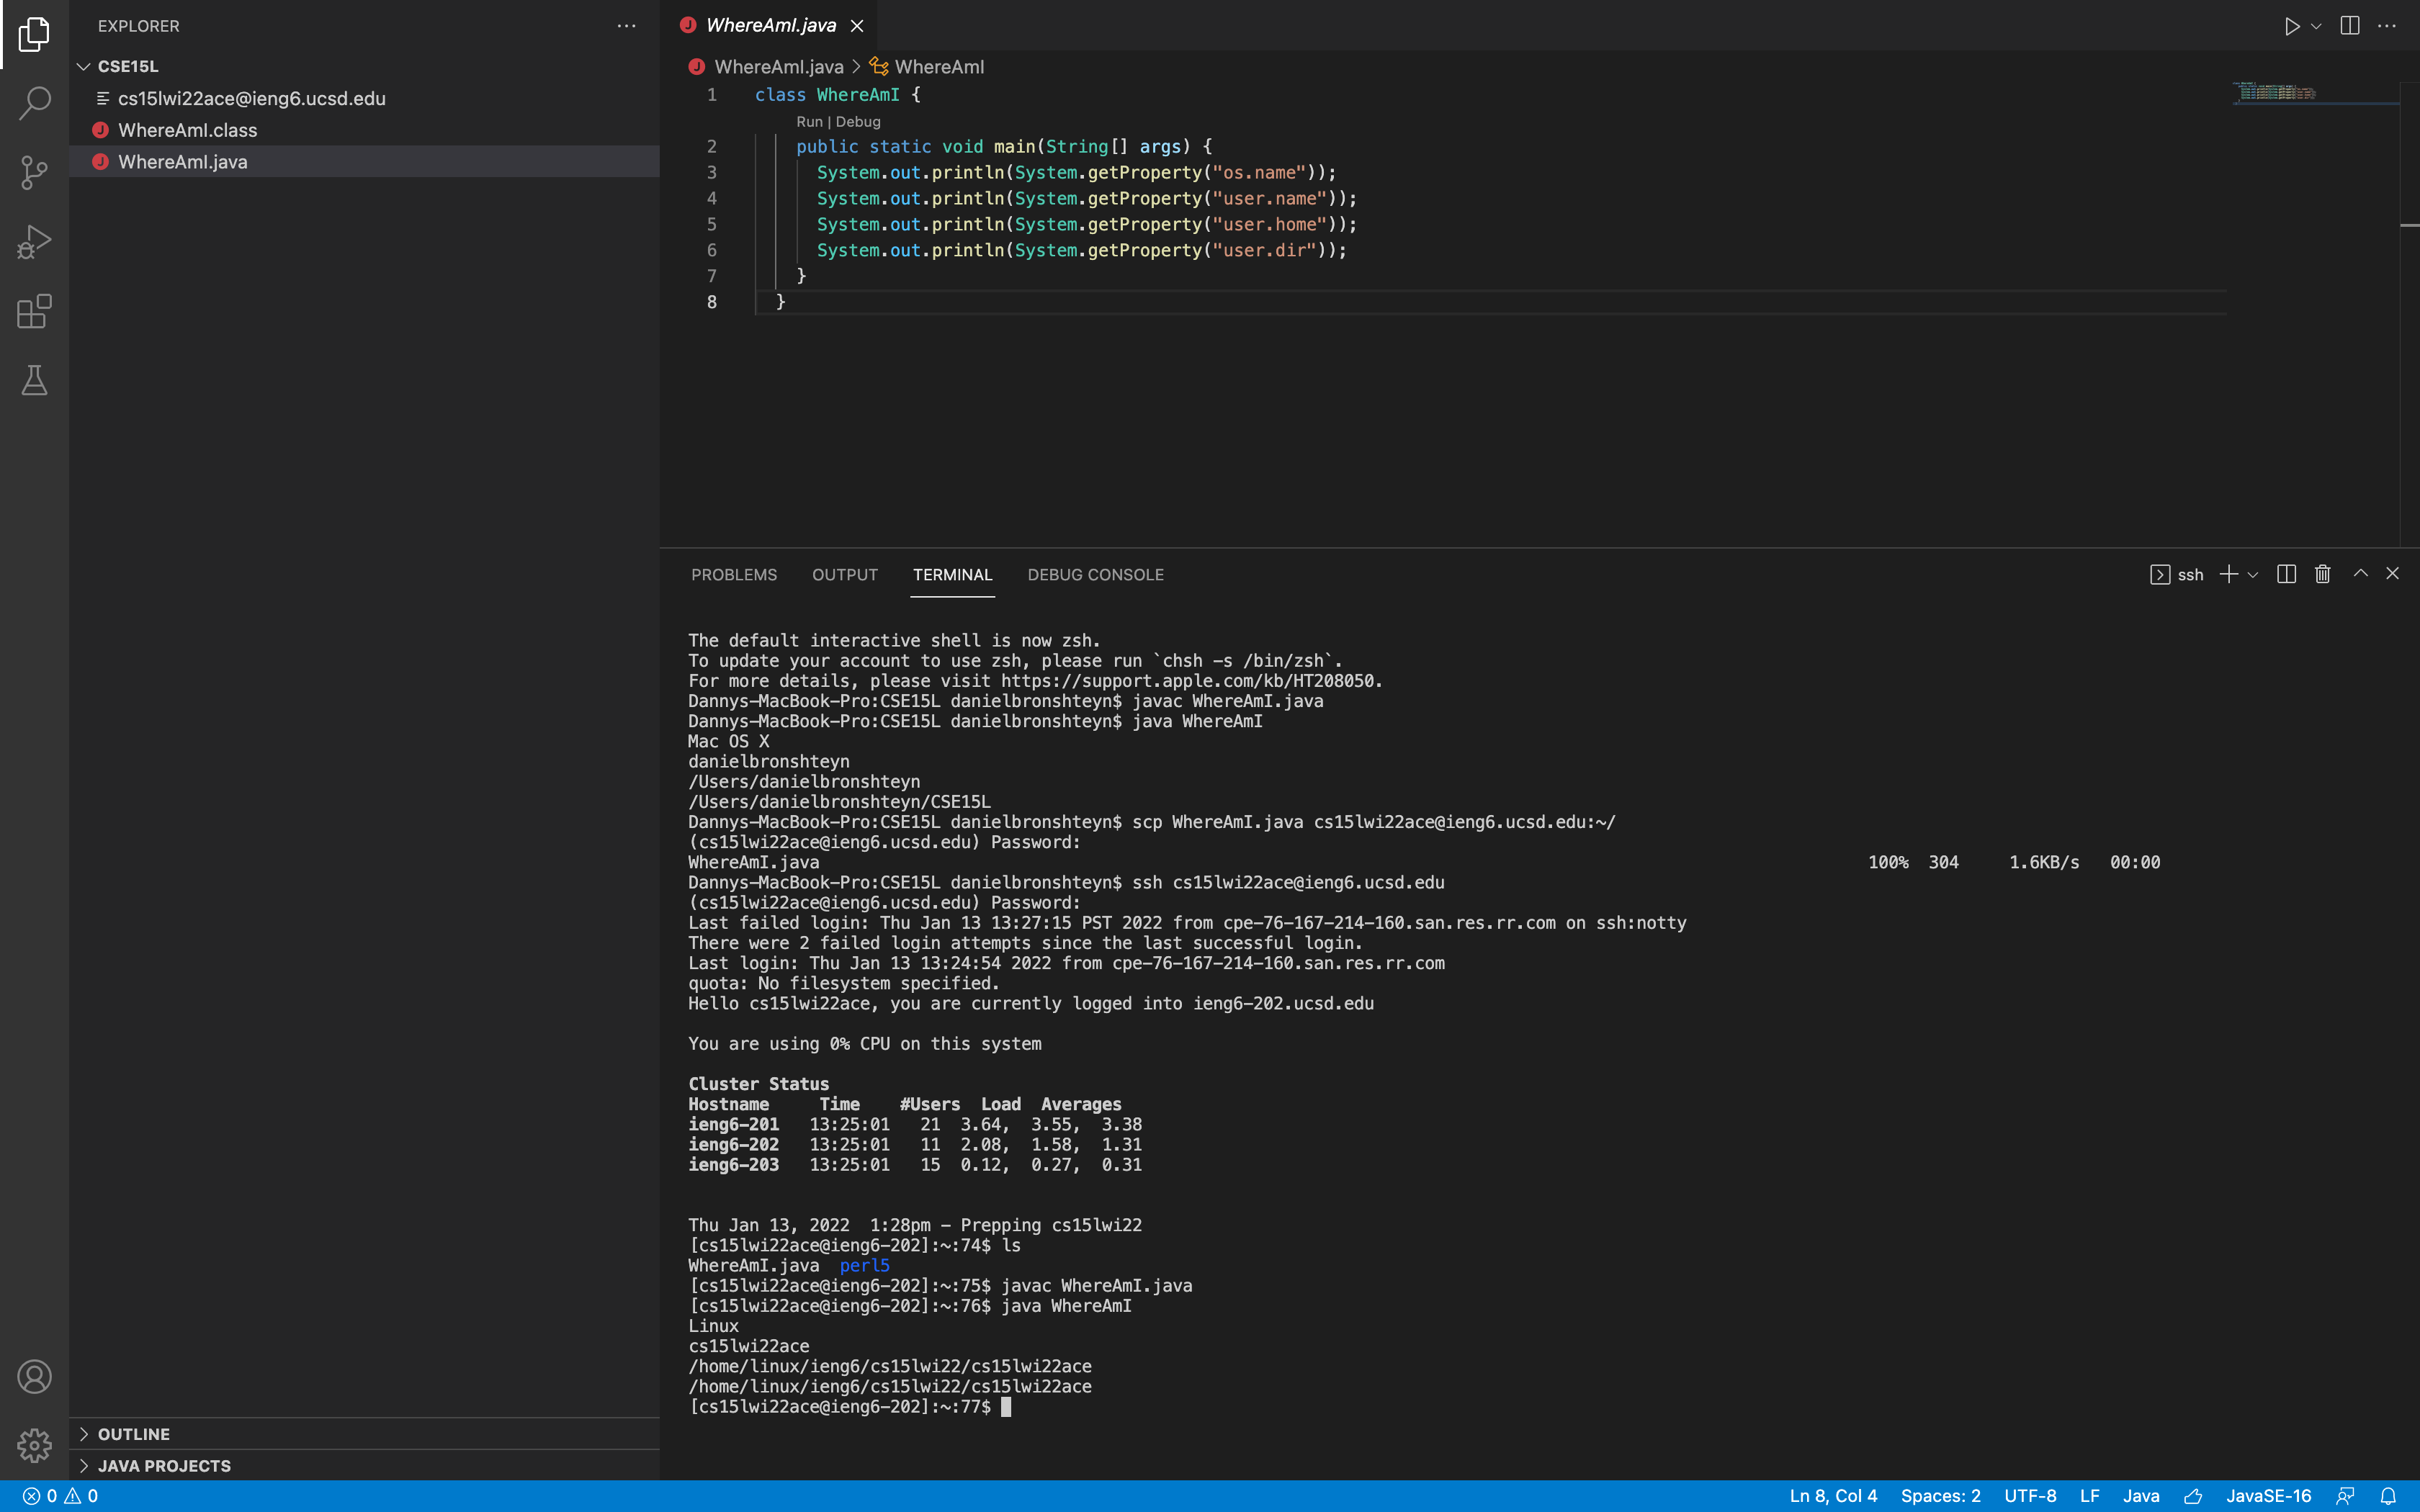 EXPLORER
CSE15L
cs15lwi22ace@ieng6.ucsd.edu
WhereAmI.class
WhereAmI.java
OUTLINE
JAVA PROJECTS
WhereAmI.java
WhereAmI.java > WhereAmI
1 class WhereAmI {
Run | Debug
2 public static void main(String[] args) {
3 System.out.println(System.getProperty("os.name"));
4 System.out.println(System.getProperty("user.name"));
5 System.out.println(System.getProperty("user.home"));
6 System.out.println(System.getProperty("user.dir"));
7 }
8 }
PROBLEMS OUTPUT TERMINAL DEBUG CONSOLE ssh
The default interactive shell is now zsh.
To update your account to use zsh, please run `chsh -s /bin/zsh`.
For more details, please visit https://support.apple.com/kb/HT208050.
Dannys-MacBook-Pro:CSE15L danielbronshteyn$ javac WhereAmI.java
Dannys-MacBook-Pro:CSE15L danielbronshteyn$ java WhereAmI
Mac OS X
danielbronshteyn
/Users/danielbronshteyn
/Users/danielbronshteyn/CSE15L
Dannys-MacBook-Pro:CSE15L danielbronshteyn$ scp WhereAmI.java cs15lwi22ace@ieng6.ucsd.edu:~/
(cs15lwi22ace@ieng6.ucsd.edu) Password:
WhereAmI.java 100% 304 1.6KB/s 00:00
Dannys-MacBook-Pro:CSE15L danielbronshteyn$ ssh cs15lwi22ace@ieng6.ucsd.edu
(cs15lwi22ace@ieng6.ucsd.edu) Password:
Last failed login: Thu Jan 13 13:27:15 PST 2022 from cpe-76-167-214-160.san.res.rr.com on ssh:notty
There were 2 failed login attempts since the last successful login.
Last login: Thu Jan 13 13:24:54 2022 from cpe-76-167-214-160.san.res.rr.com
quota: No filesystem specified.
Hello cs15lwi22ace, you are currently logged into ieng6-202.ucsd.edu
You are using 0% CPU on this system
Cluster Status
Hostname Time #Users Load Averages
ieng6-201 13:25:01 21 3.64, 3.55, 3.38
ieng6-202 13:25:01 11 2.08, 1.58, 1.31
ieng6-203 13:25:01 15 0.12, 0.27, 0.31
Thu Jan 13, 2022 1:28pm - Prepping cs15lwi22
[cs15lwi22ace@ieng6-202]:~:74$ ls
WhereAmI.java perl5
[cs15lwi22ace@ieng6-202]:~:75$ javac WhereAmI.java
[cs15lwi22ace@ieng6-202]:~:76$ java WhereAmI
Linux
cs15lwi22ace
/home/linux/ieng6/cs15lwi22/cs15lwi22ace
/home/linux/ieng6/cs15lwi22/cs15lwi22ace
[cs15lwi22ace@ieng6-202]:~:77$
0 0 Ln 8, Col 4 Spaces: 2 UTF-8 LF Java JavaSE-16